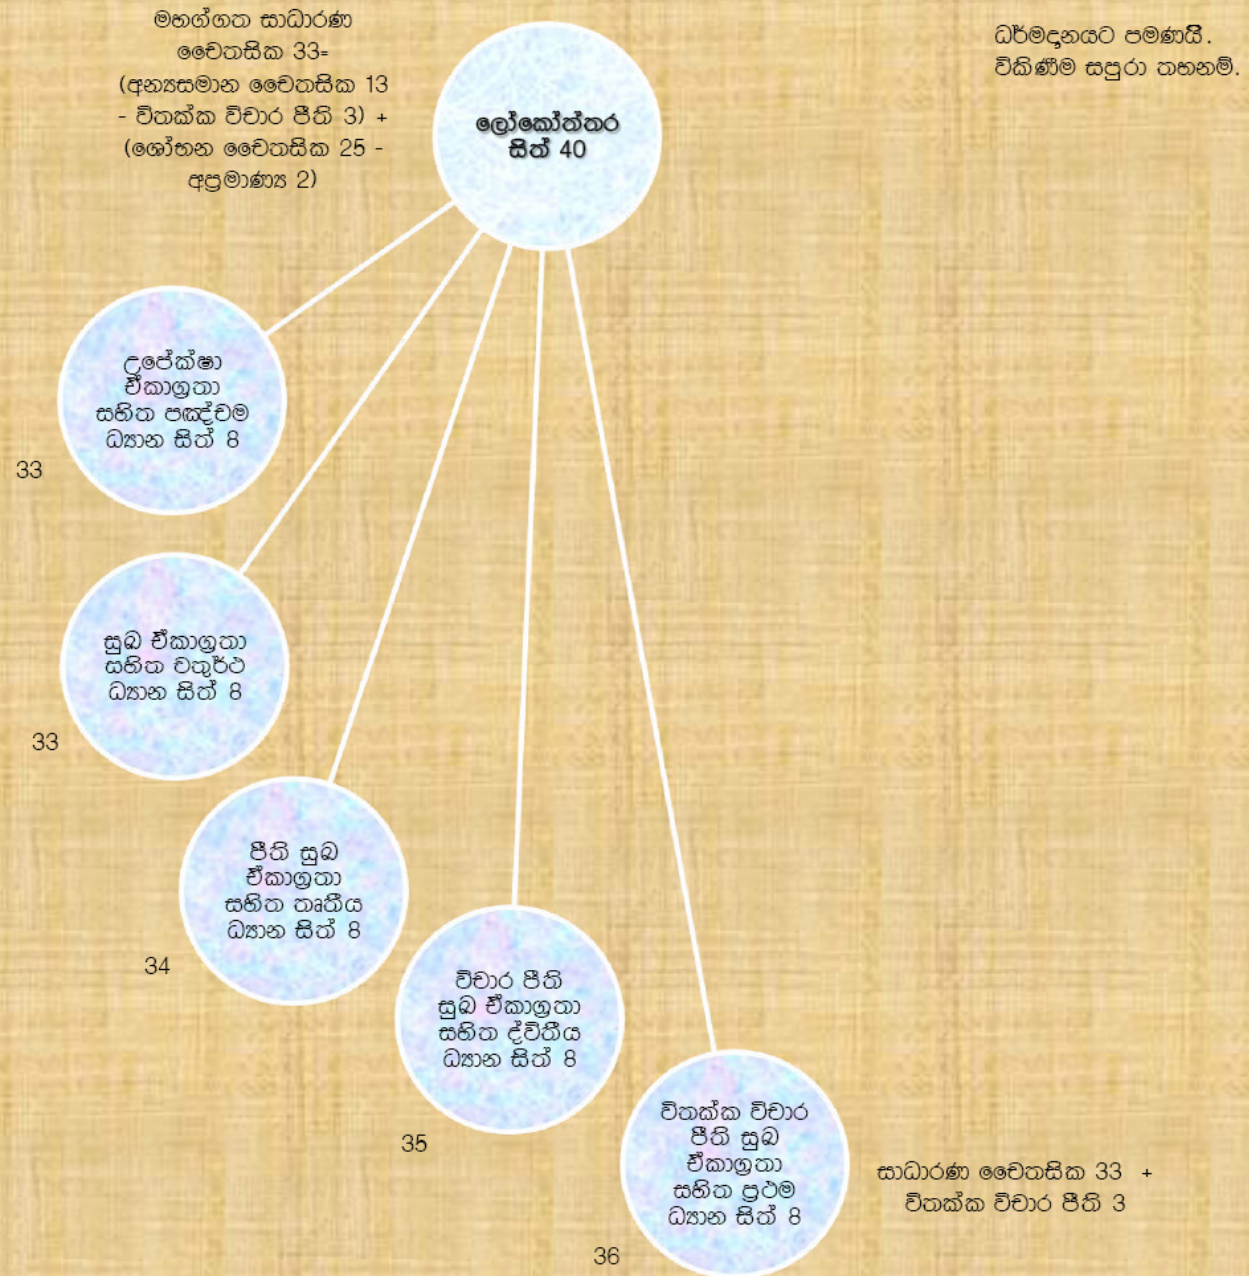 මහග්ගත සාධාරණ
චෛතසික 33=
(අන්‍යසමාන චෛතසික 13
- විතක්ක විචාර පීති 3) +
(ශෝභන චෛතසික 25 -
අප්‍රමාණ්‍ය 2)
ධර්මදානයට පමණයි.
විකිණීම සපුරා තහනම්.
ලෝකෝත්තර
සිත් 40
උපේක්ෂා
ඒකාග්‍රතා
සහිත පඤ්චම
ධ්‍යාන සිත් 8
33
සුඛ ඒකාග්‍රතා
සහිත චතුර්ථ
ධ්‍යාන සිත් 8
33
පීති සුඛ
ඒකාග්‍රතා
සහිත තෘතීය
ධ්‍යාන සිත් 8
34
විචාර පීති
සුඛ ඒකාග්‍රතා
සහිත ද්විතීය
ධ්‍යාන සිත් 8
35
විතක්ක විචාර
පීති සුඛ
ඒකාග්‍රතා
සහිත ප්‍රථම
ධ්‍යාන සිත් 8
36
සාධාරණ චෛතසික 33 +
විතක්ක විචාර පීති 3